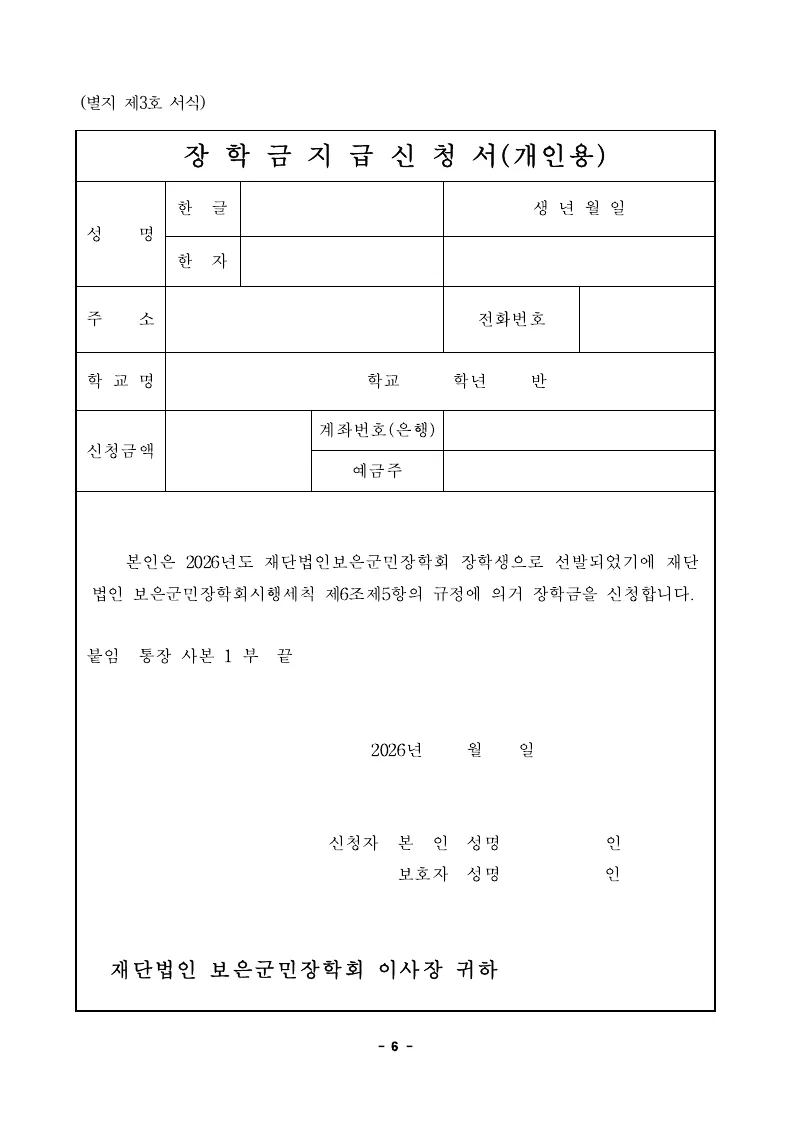 (별지 제3호 서식)
장 학 금 지 급 신 청 서(개인용)
성 명
한 글
생 년 월 일
한 자
주 소
전화번호
학 교 명
학교 학년 반
신청금액
계좌번호(은행)
예금주
본인은 2026년도 재단법인보은군민장학회 장학생으로 선발되었기에 재단
법인 보은군민장학회시행세칙 제6조제5항의 규정에 의거 장학금을 신청합니다.
붙임 통장 사본 1 부 끝
2026년 월 일
신청자 본 인 성명 인
보호자 성명 인
재단법인 보은군민장학회 이사장 귀하
- 6 -